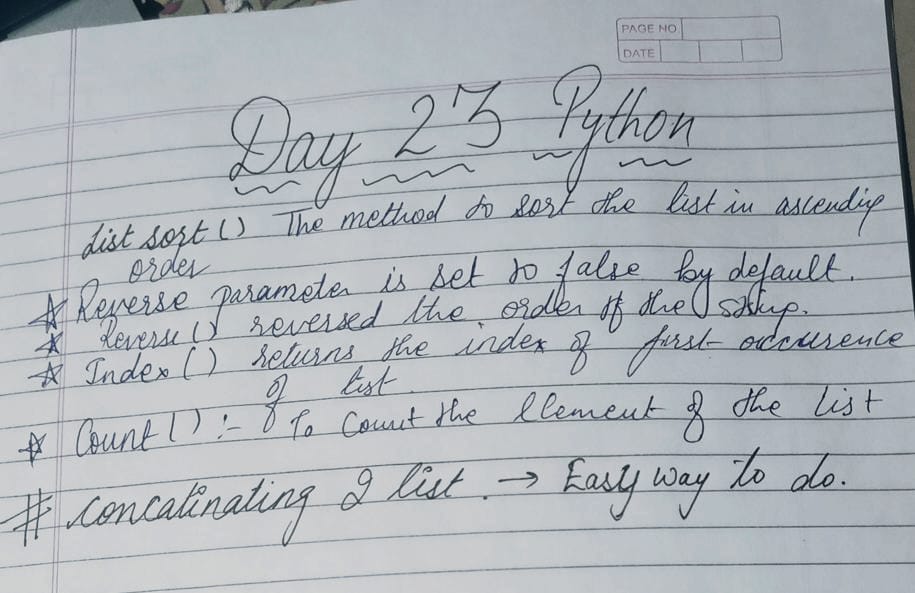 PAGE NO
DATE
Day 23 Python
List sort () The method to sort the list in ascending
order
☆ Reverse parameter is set to false by default.
☆ Reverse () reversed the order of the
☆ Index () returns the index of first occurence
of list.
☆ Count () :- To Count the Element of the list
# concatinating 2 list. → Easy way to do.